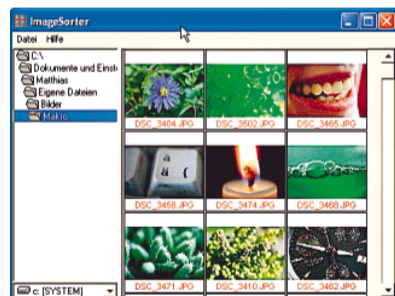 ImageSorter
Datei Hilfe
C:\
Dokumente und Einst
Matthias
Eigene Dateien
Bilder
Makro
DSC_3404.JPG
DSC_3502.JPG
DSC_3465.JPG
DSC_3458.JPG
DSC_3474.JPG
DSC_3468.JPG
DSC_3471.JPG
DSC_3410.JPG
DSC_3462.JPG
c: [SYSTEM]